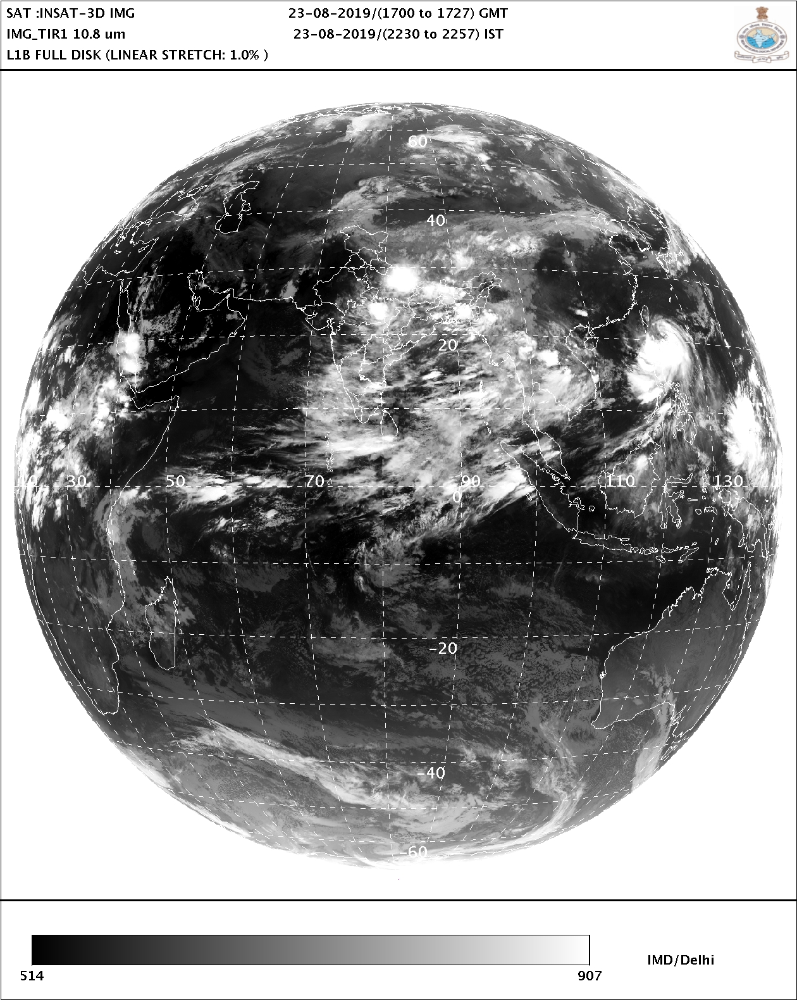 SAT :INSAT-3D IMG
23-08-2019/(1700 to 1727) GMT
IMG_TIR1 10.8 um
23-08-2019/(2230 to 2257) IST
L1B FULL DISK (LINEAR STRETCH: 1.0% )
60
40
20
30
50
70
90
110
130
0
-20
-40
-60
514
907
IMD/Delhi